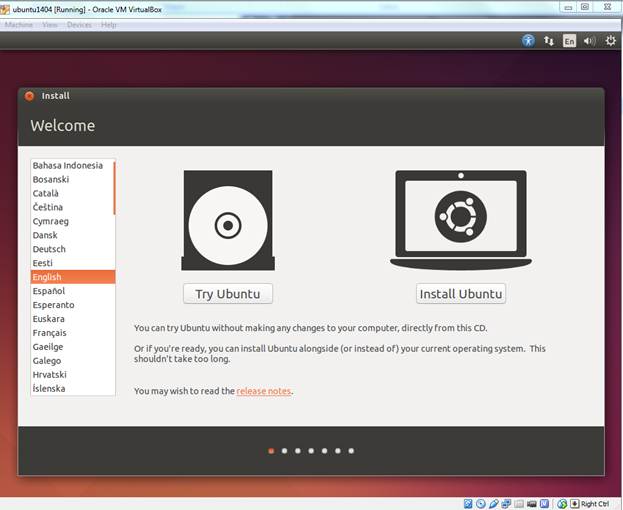 ubuntu1404 [Running] - Oracle VM VirtualBox
Machine View Devices Help
En
Install
Welcome
Bahasa Indonesia
Bosanski
Català
Čeština
Cymraeg
Dansk
Deutsch
Eesti
English
Español
Esperanto
Euskara
Français
Gaeilge
Galego
Hrvatski
Íslenska
Try Ubuntu
Install Ubuntu
You can try Ubuntu without making any changes to your computer, directly from this CD.
Or if you're ready, you can install Ubuntu alongside (or instead of) your current operating system. This
shouldn't take too long.
You may wish to read the release notes.
Right Ctrl